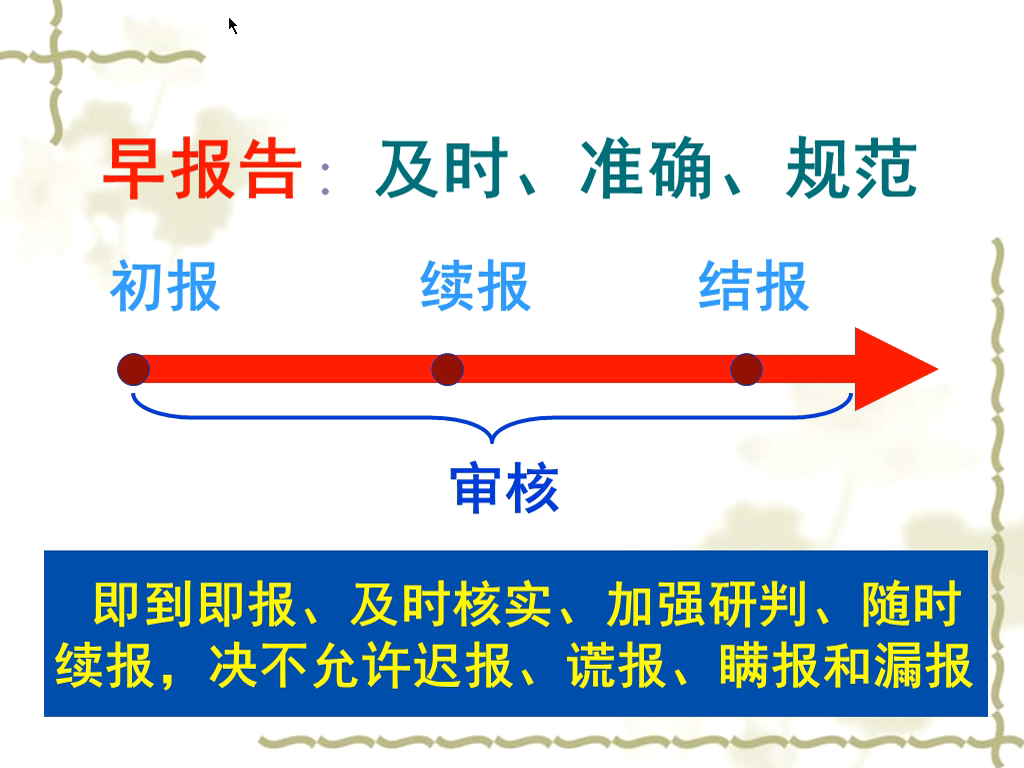 早报告：及时、准确、规范
初报 续报 结报
审核
即到即报、及时核实、加强研判、随时
续报，决不允许迟报、谎报、瞒报和漏报